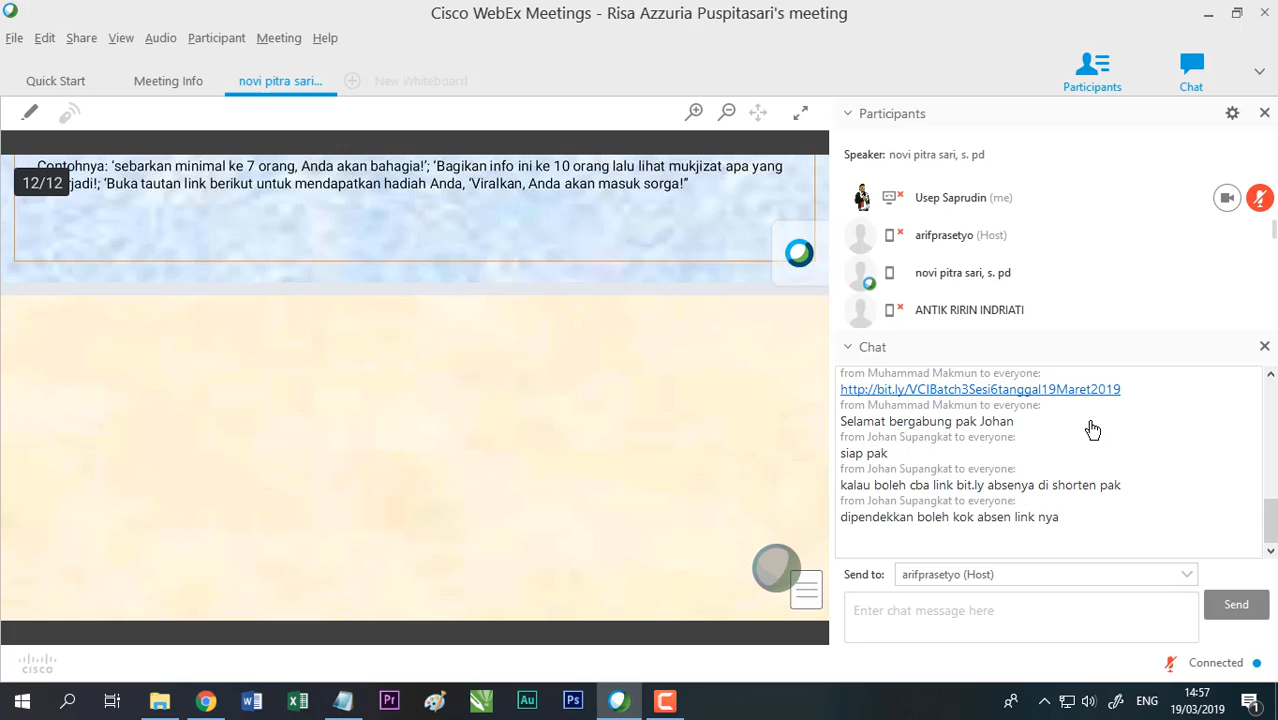 Cisco WebEx Meetings - Risa Azzuria Puspitasari's meeting
File Edit Share View Audio Participant Meeting Help
Quick Start Meeting Info novi pitra sari... New Whiteboard
Participants Chat
Contohnya: 'sebarkan minimal ke 7 orang, Anda akan bahagia!'; 'Bagikan info ini ke 10 orang lalu lihat mukjizat apa yang
12/12
jadi!; 'Buka tautan link berikut untuk mendapatkan hadiah Anda, 'Viralkan, Anda akan masuk sorga!"
Participants
Speaker: novi pitra sari, s. pd
Usep Saprudin (me)
arifprasetyo (Host)
novi pitra sari, s. pd
ANTIK RIRIN INDRIATI
Chat
from Muhammad Makmun to everyone:
http://bit.ly/VCIBatch3Sesi6tanggal19Maret2019
from Muhammad Makmun to everyone:
Selamat bergabung pak Johan
from Johan Supangkat to everyone:
siap pak
from Johan Supangkat to everyone:
kalau boleh cba link bit.ly absenya di shorten pak
from Johan Supangkat to everyone:
dipendekkan boleh kok absen link nya
Send to: arifprasetyo (Host)
Enter chat message here
Send
cisco
Connected
W X Pr Au Ps
ENG
14:57
19/03/2019
1